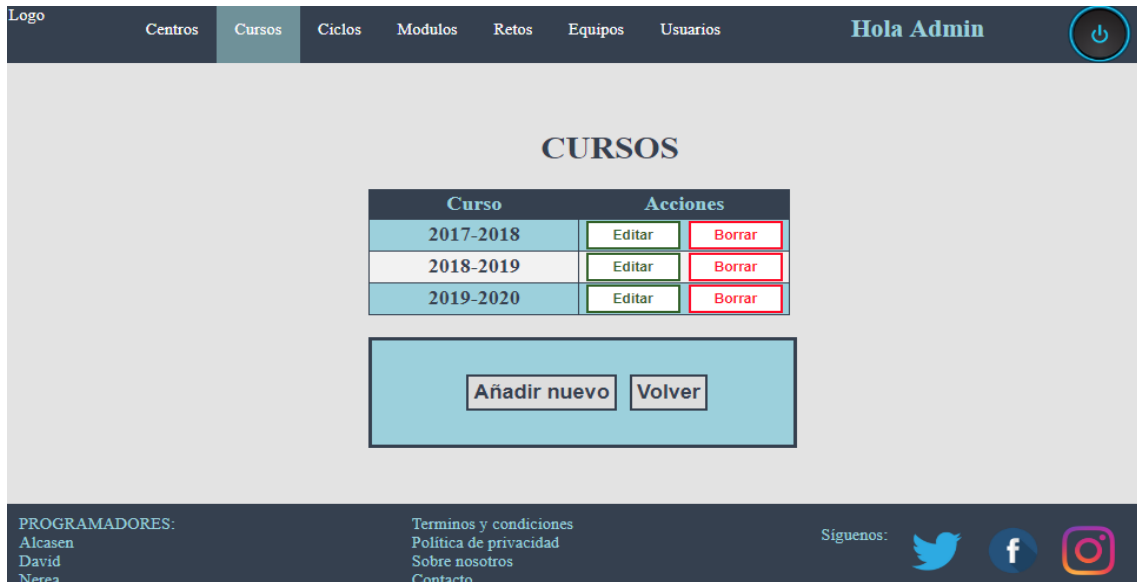 Logo
Centros Cursos Ciclos Modulos Retos Equipos Usuarios Hola Admin
CURSOS
Curso Acciones
2017-2018 Editar Borrar
2018-2019 Editar Borrar
2019-2020 Editar Borrar
Añadir nuevo Volver
PROGRAMADORES:
Alcasen
David
Nerea
Terminos y condiciones
Política de privacidad
Sobre nosotros
Contacto
Síguenos: